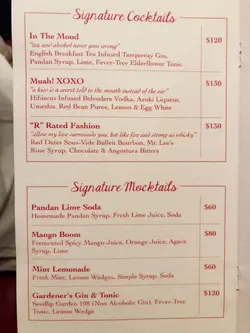 Signature Cocktails
In The Mood $120
"tea and alcohol never goes wrong"
English Breakfast Tea Infused Tanqueray Gin,
Pandan Syrup, Lime, Fever-Tree Elderflower Tonic
Muah! XOXO $130
"a kiss is a secret told to the mouth instead of the ear"
Hibiscus Infused Belvedere Vodka, Aouki Liqueur,
Umeshu, Red Bean Puree, Lemon & Egg White
"R" Rated Fashion $130
"allow my love surrounds you, hot like fire and strong as whisky"
Red Dates Sous-Vide Bulleit Bourbon, Mr. Lee's
Rosé Syrup, Chocolate & Angostura Bitters
Signature Mocktails
Pandan Lime Soda $60
Homemade Pandan Syrup, Fresh Lime Juice, Soda
Mango Boom $80
Fermented Spicy Mango Juice, Orange Juice, Agave
Syrup, Lime
Mint Lemonade $60
Fresh Mint, Lemon Wedges, Simple Syrup, Soda
Gardener's Gin & Tonic $120
Seedlip Garden 108 (Non Alcoholic Gin), Fever-Tree
Tonic, Lemon Wedge